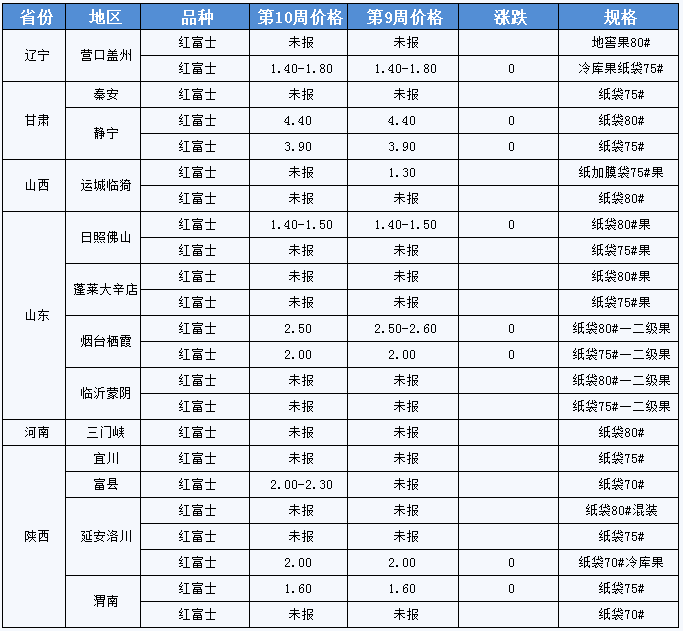 省份 地区 品种 第10周价格 第9周价格 涨跌 规格
辽宁 营口盖州 红富士 未报 未报 地窖果80#
红富士 1.40-1.80 1.40-1.80 0 冷库果纸袋75#
甘肃 秦安 红富士 未报 未报 纸袋75#
静宁 红富士 4.40 4.40 0 纸袋80#
红富士 3.90 3.90 0 纸袋75#
山西 运城临猗 红富士 未报 1.30 纸加膜袋75#果
红富士 未报 未报 纸袋80#
山东 日照佛山 红富士 1.40-1.50 1.40-1.50 0 纸袋80#果
红富士 未报 未报 纸袋75#果
蓬莱大辛店 红富士 未报 未报 纸袋80#果
红富士 未报 未报 纸袋75#果
烟台栖霞 红富士 2.50 2.50-2.60 0 纸袋80#一二级果
红富士 2.00 2.00 0 纸袋75#一二级果
临沂蒙阴 红富士 未报 未报 纸袋80#一二级果
红富士 未报 未报 纸袋75#一二级果
河南 三门峡 红富士 未报 未报 纸袋80#
陕西 宜川 红富士 未报 未报 纸袋75#
富县 红富士 2.00-2.30 未报 纸袋70#
延安洛川 红富士 未报 未报 纸袋80#混装
红富士 未报 未报 纸袋75#
红富士 2.00 2.00 0 纸袋70#冷库果
渭南 红富士 1.60 1.60 0 纸袋75#
红富士 未报 未报 纸袋70#